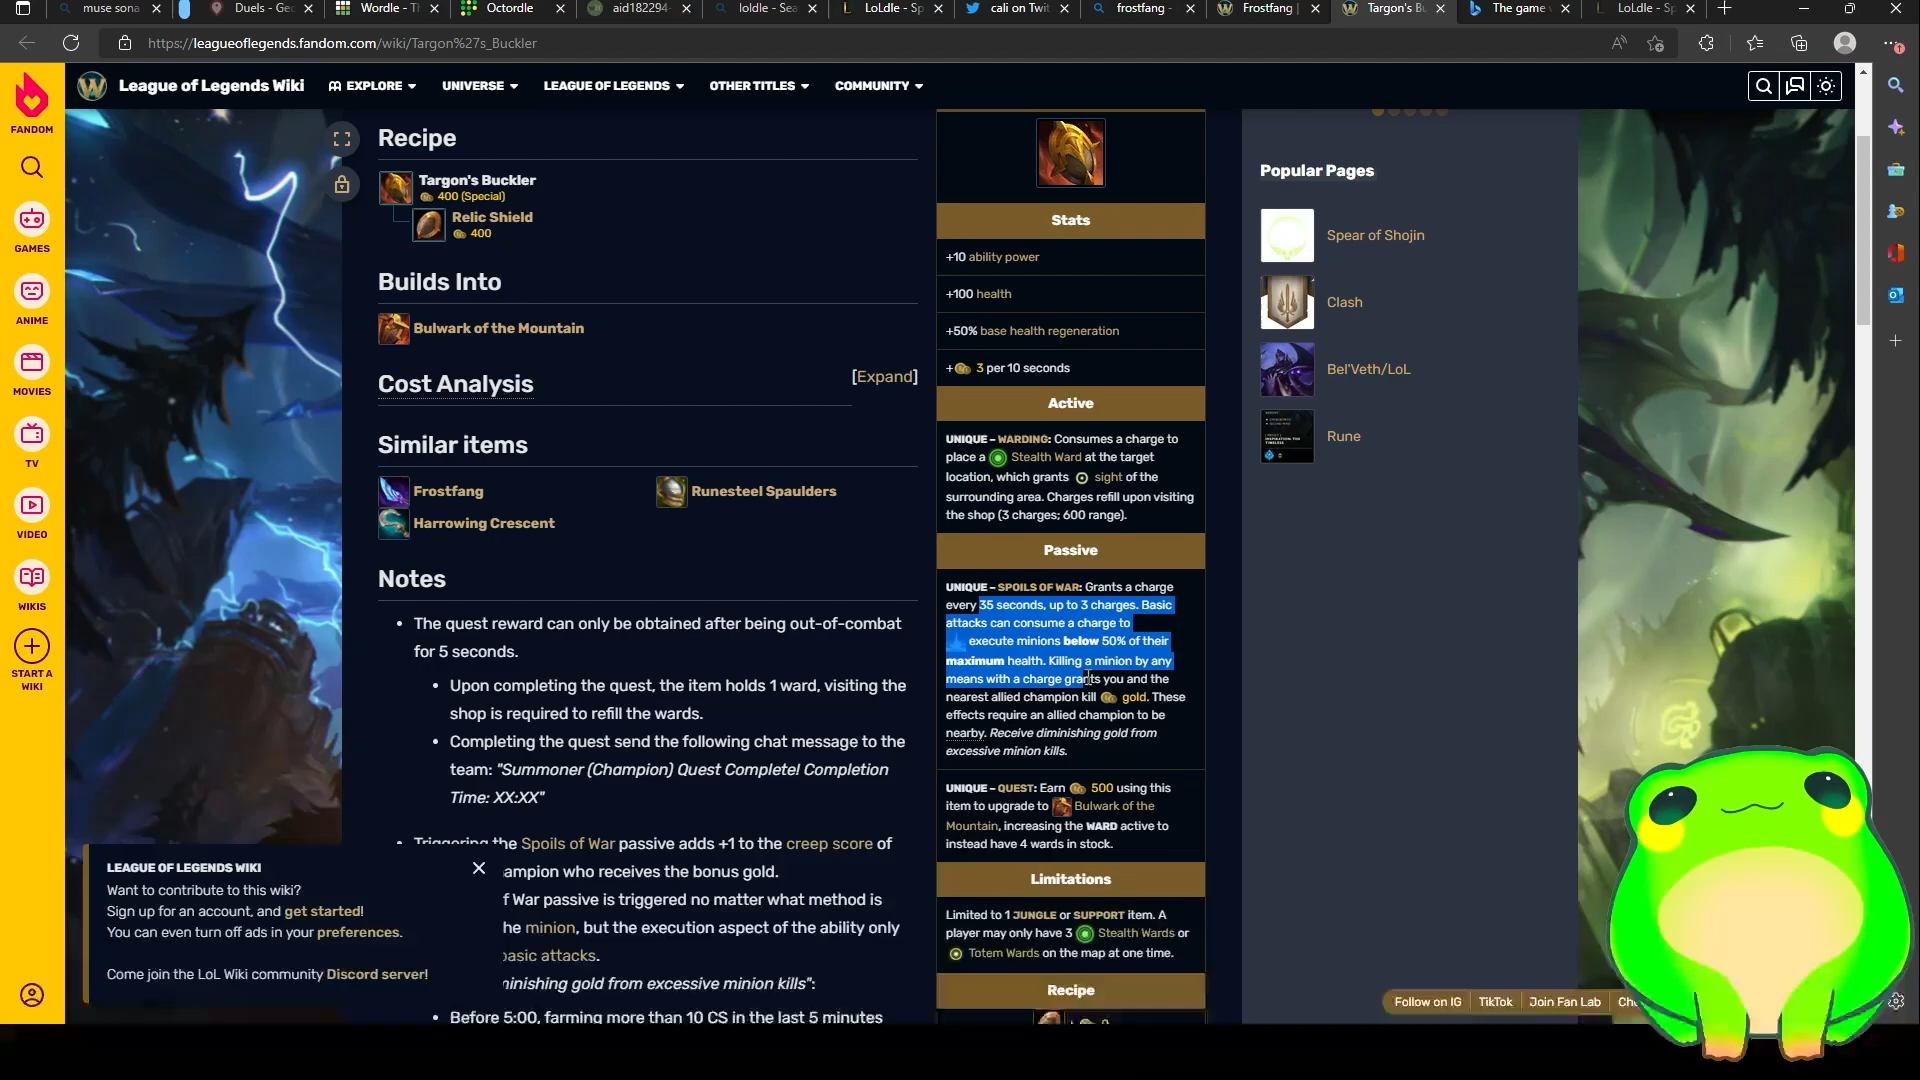 muse sona
Duels - Geo
Wordle - Th
Octordle
aid182294-
loldle - Sea
LoLdle - Sp
cali on Twit
frostfang -
Frostfang |
Targon's Bu
The game w
LoLdle - Sp
https://leagueoflegends.fandom.com/wiki/Targon%27s_Buckler
FANDOM
GAMES
ANIME
MOVIES
TV
VIDEO
WIKIS
START A
WIKI
League of Legends Wiki
EXPLORE
UNIVERSE
LEAGUE OF LEGENDS
OTHER TITLES
COMMUNITY
Recipe
Targon's Buckler
400 (Special)
Relic Shield
400
Builds Into
Bulwark of the Mountain
Cost Analysis
[Expand]
Similar items
Frostfang
Runesteel Spaulders
Harrowing Crescent
Notes
• The quest reward can only be obtained after being out-of-combat
for 5 seconds.
• Upon completing the quest, the item holds 1 ward, visiting the
shop is required to refill the wards.
• Completing the quest send the following chat message to the
team: "Summoner (Champion) Quest Complete! Completion
Time: XX:XX"
• Triggering the Spoils of War passive adds +1 to the creep score of
ampion who receives the bonus gold.
f War passive is triggered no matter what method is
he minion, but the execution aspect of the ability only
basic attacks.
minishing gold from excessive minion kills":
• Before 5:00, farming more than 10 CS in the last 5 minutes
LEAGUE OF LEGENDS WIKI
Want to contribute to this wiki?
Sign up for an account, and get started!
You can even turn off ads in your preferences.
Come join the LoL Wiki community Discord server!
Stats
+10 ability power
+100 health
+50% base health regeneration
+ 3 per 10 seconds
Active
UNIQUE – WARDING: Consumes a charge to
place a Stealth Ward at the target
location, which grants sight of the
surrounding area. Charges refill upon visiting
the shop (3 charges; 600 range).
Passive
UNIQUE – SPOILS OF WAR: Grants a charge
every 35 seconds, up to 3 charges. Basic
attacks can consume a charge to
execute minions below 50% of their
maximum health. Killing a minion by any
means with a charge grants you and the
nearest allied champion kill gold. These
effects require an allied champion to be
nearby. Receive diminishing gold from
excessive minion kills.
UNIQUE – QUEST: Earn 500 using this
item to upgrade to Bulwark of the
Mountain, increasing the WARD active to
instead have 4 wards in stock.
Limitations
Limited to 1 JUNGLE or SUPPORT item. A
player may only have 3 Stealth Wards or
Totem Wards on the map at one time.
Recipe
Popular Pages
Spear of Shojin
Clash
Bel'Veth/LoL
Rune
Follow on IG
TikTok
Join Fan Lab